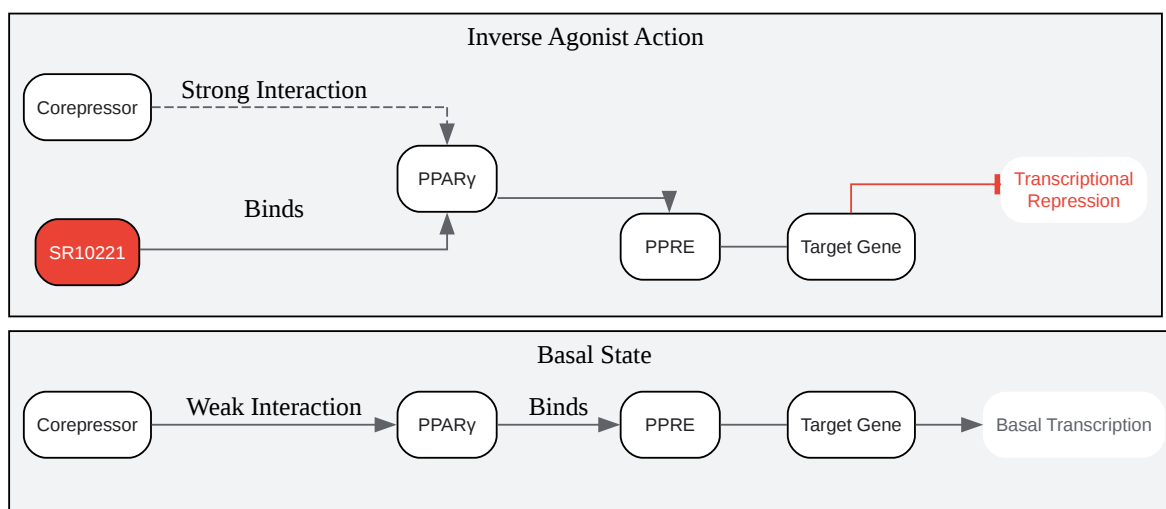 Inverse Agonist Action
Strong Interaction
Corepressor
PPARγ
Transcriptional
Repression
Binds
SR10221
PPRE
Target Gene
Basal State
Weak Interaction
Binds
Corepressor
PPARγ
PPRE
Target Gene
Basal Transcription